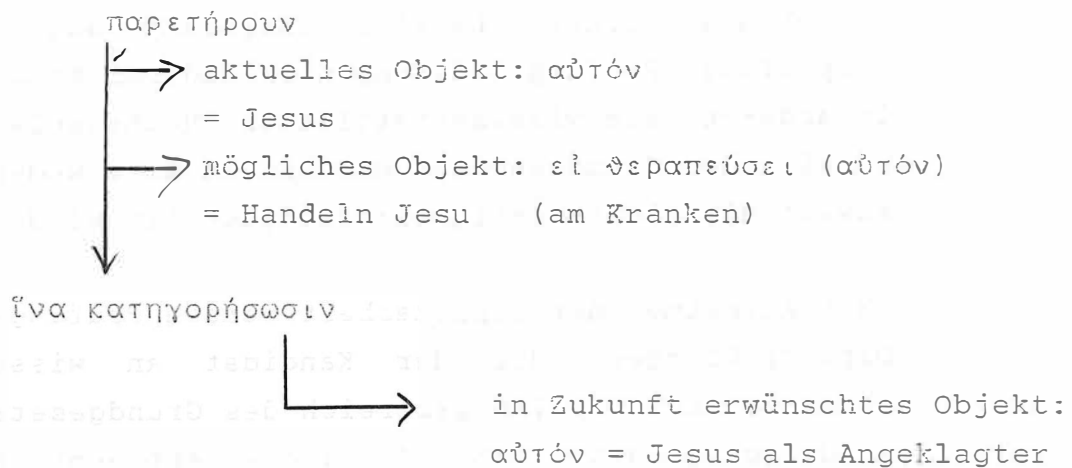 παρετήρουν
aktuelles Objekt: αὐτόν
= Jesus
mögliches Objekt: εἰ θεραπεύσει (αὐτόν)
= Handeln Jesu (am Kranken)
ἵνα κατηγορήσωσιν
in Zukunft erwünschtes Objekt:
αὐτόν = Jesus als Angeklagter